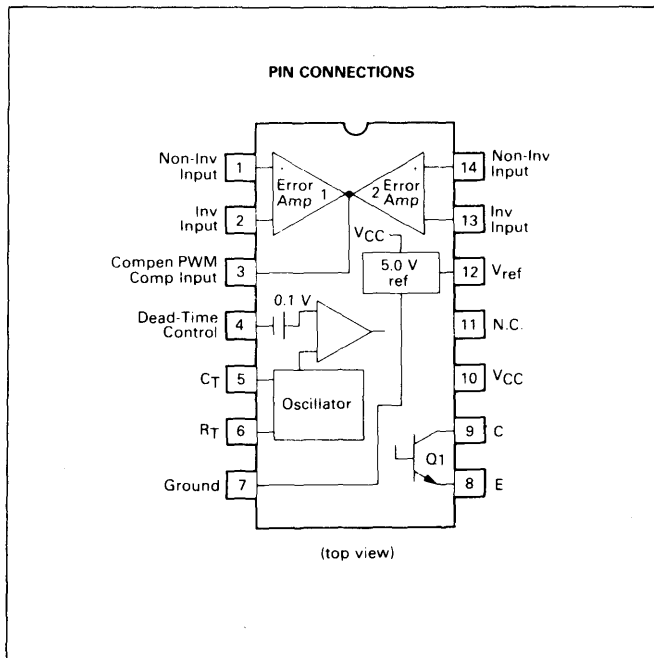 PIN CONNECTIONS
Non-Inv
Input
1
Inv
Input
2
Compen PWM
Comp Input
3
Dead-Time
Control
4
CT
5
RT
6
Ground
7
Error
Amp
1
2
Error
Amp
VCC
5.0 V
ref
0.1 V
Oscillator
Q1
14
Non-Inv
Input
13
Inv
Input
12
Vref
11
N.C.
10
VCC
9
C
8
E
(top view)